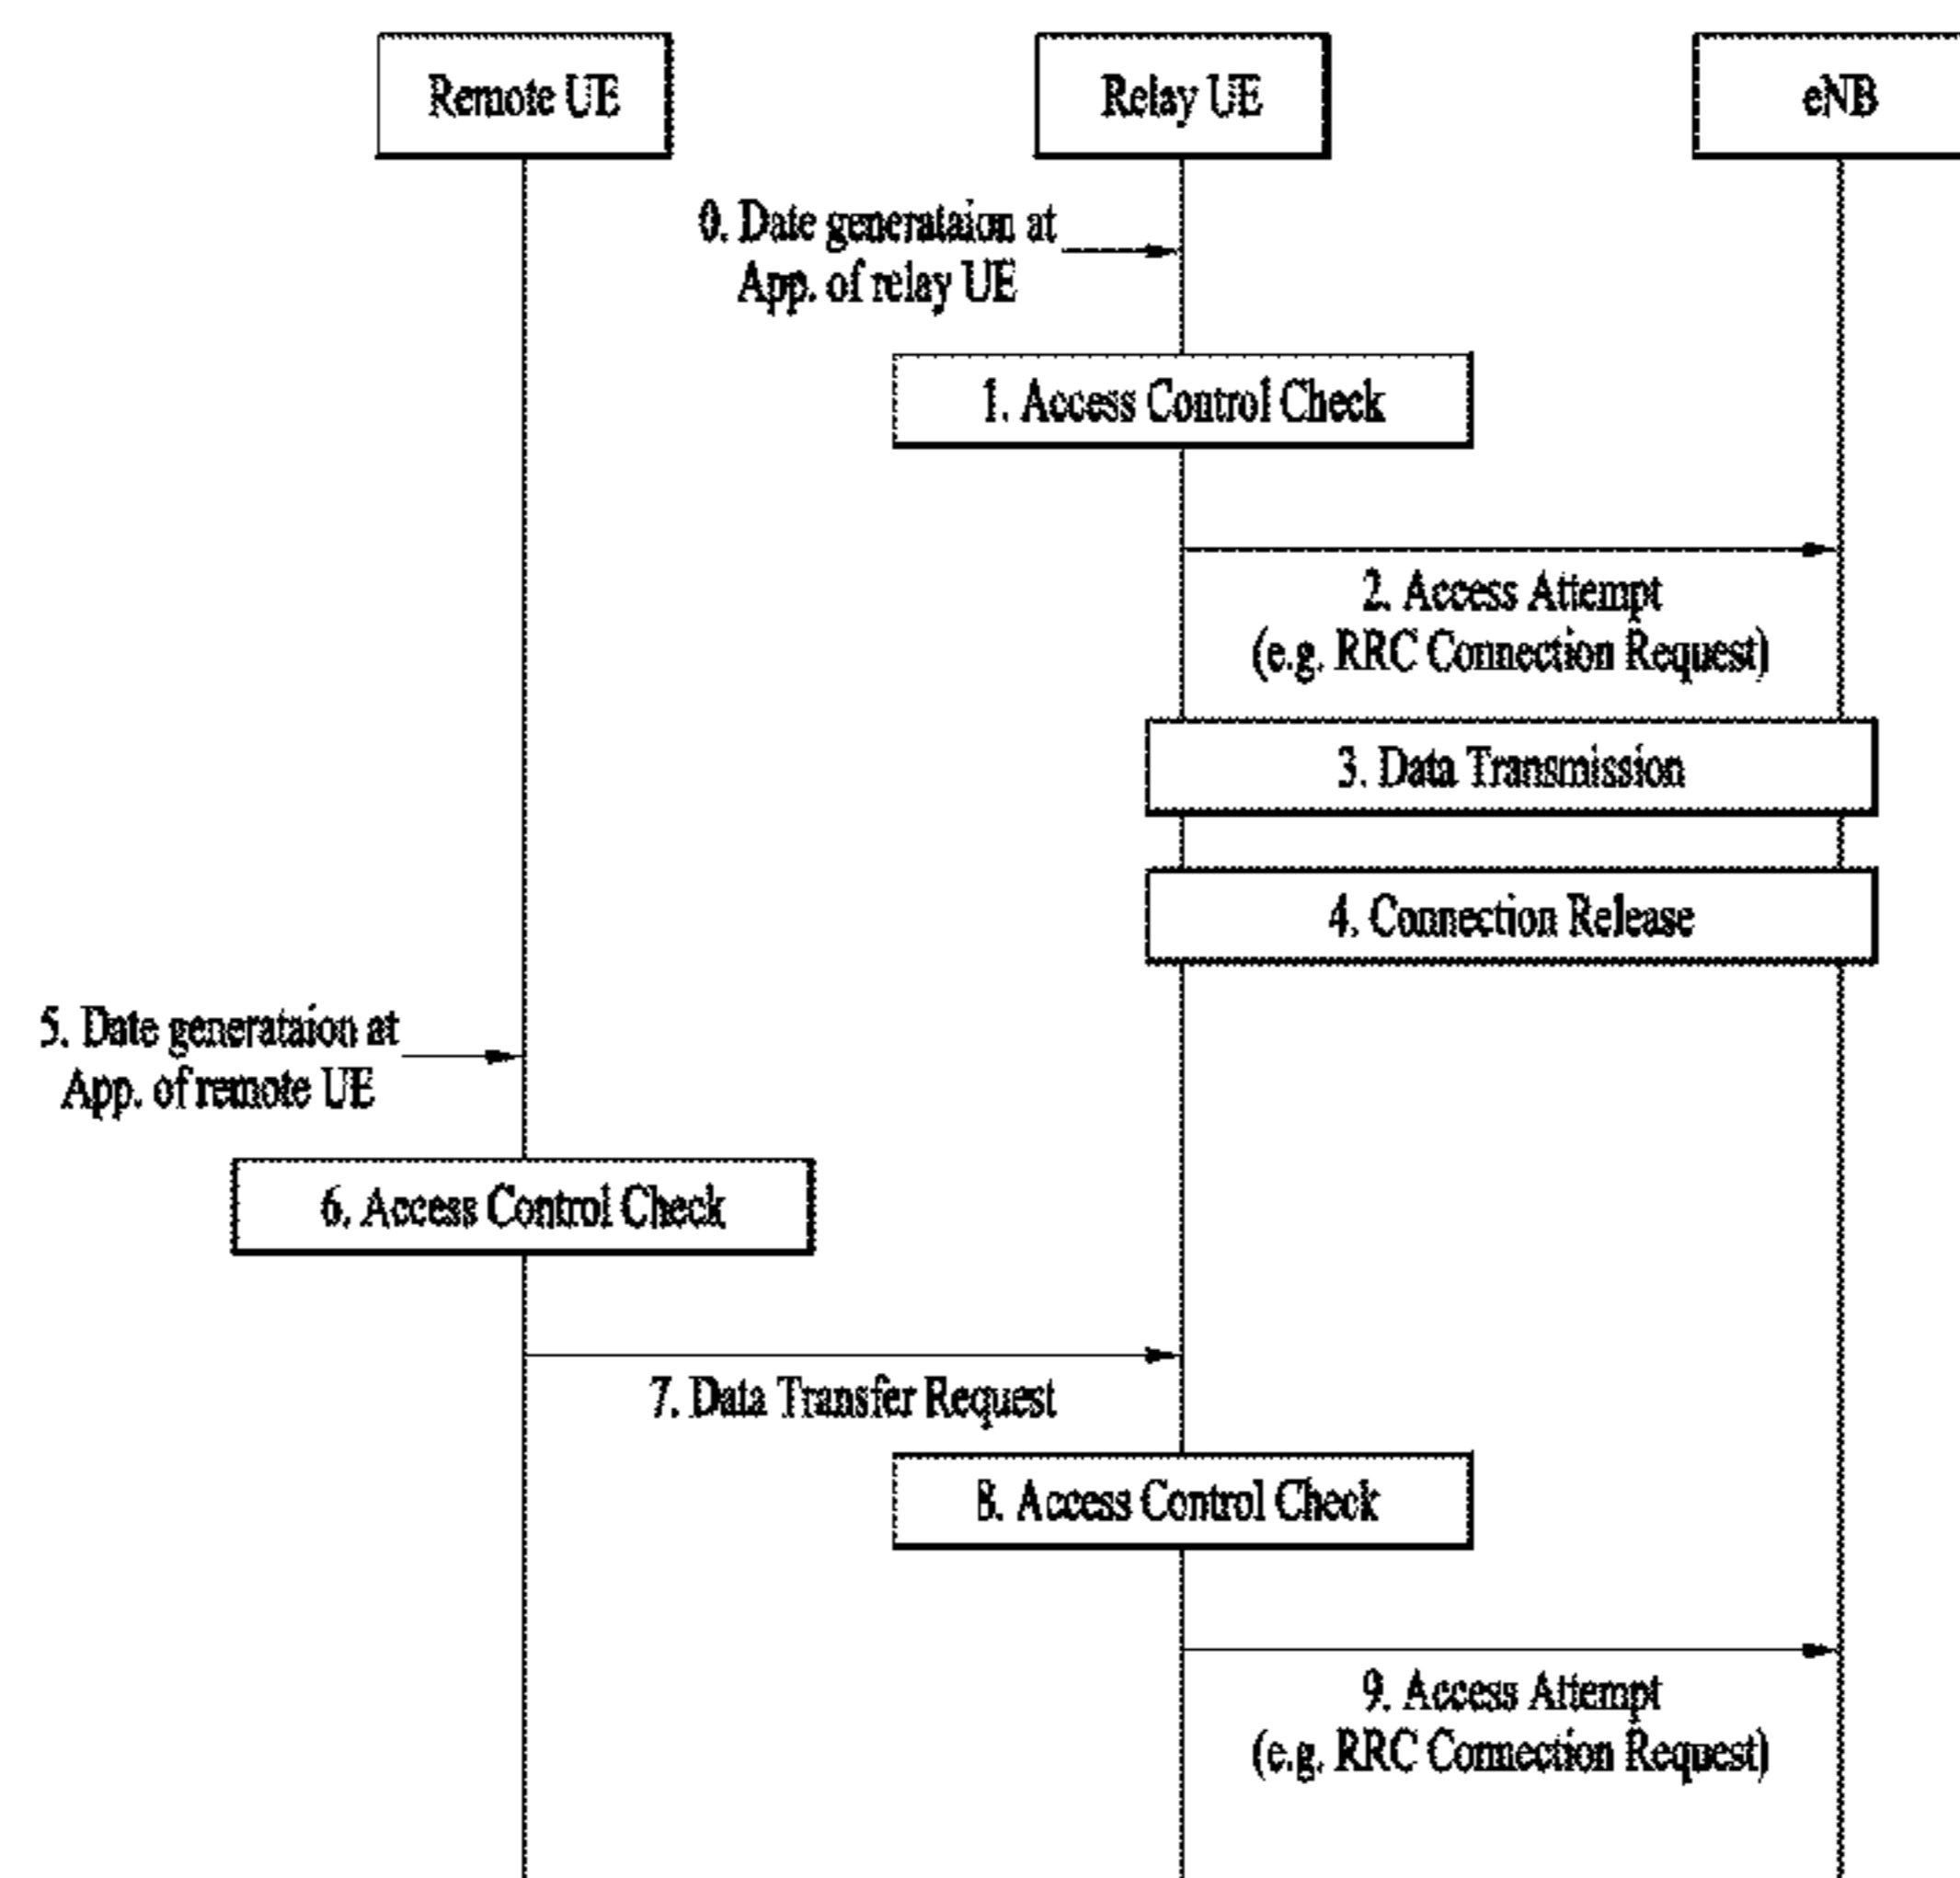 Remote UE
Relay UE
eNB
0. Date generataion at
App. of relay UE
1. Access Control Check
2. Access Attempt
(e.g. RRC Connection Request)
3. Data Transmission
4. Connection Release
5. Date generataion at
App. of remote UE
6. Access Control Check
7. Data Transfer Request
8. Access Control Check
9. Access Attempt
(e.g. RRC Connection Request)